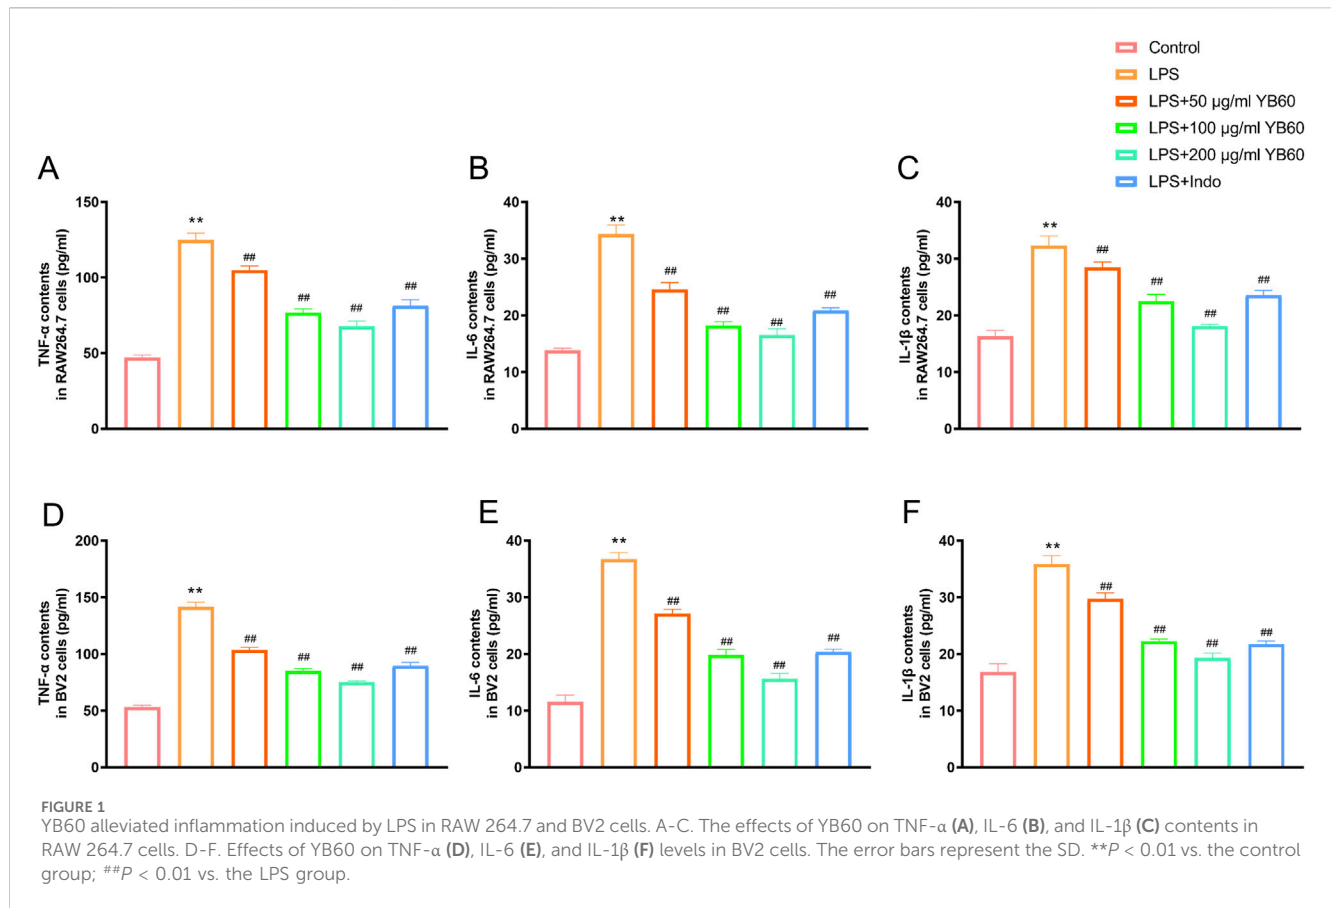 Control
LPS
LPS+50 μg/ml YB60
LPS+100 μg/ml YB60
LPS+200 μg/ml YB60
LPS+Indo
A
TNF-α contents
in RAW264.7 cells (pg/ml)
150
100
50
0
**
##
##
##
##
B
IL-6 contents
in RAW264.7 cells (pg/ml)
40
30
20
10
0
**
##
##
##
##
C
IL-1β contents
in RAW264.7 cells (pg/ml)
40
30
20
10
0
**
##
##
##
##
D
TNF-α contents
in BV2 cells (pg/ml)
200
150
100
50
0
**
##
##
##
##
E
IL-6 contents
in BV2 cells (pg/ml)
40
30
20
10
0
**
##
##
##
##
F
IL-1β contents
in BV2 cells (pg/ml)
40
30
20
10
0
**
##
##
##
##
FIGURE 1
YB60 alleviated inflammation induced by LPS in RAW 264.7 and BV2 cells. A-C. The effects of YB60 on TNF-α (A), IL-6 (B), and IL-1β (C) contents in
RAW 264.7 cells. D-F. Effects of YB60 on TNF-α (D), IL-6 (E), and IL-1β (F) levels in BV2 cells. The error bars represent the SD. **P < 0.01 vs. the control
group; ##P < 0.01 vs. the LPS group.